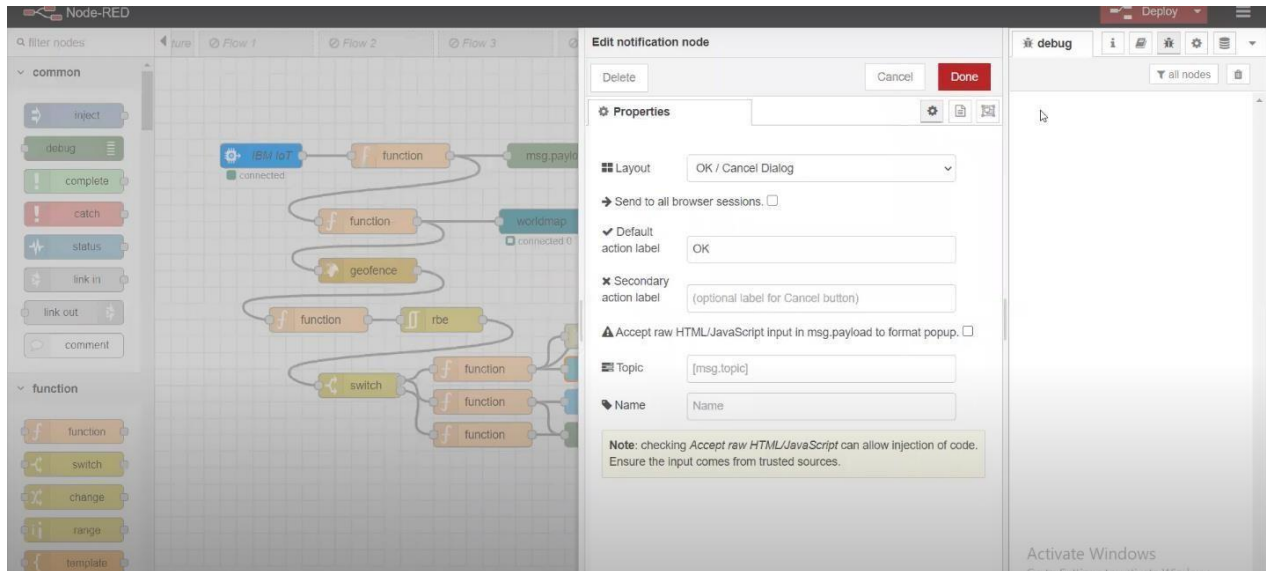 Node-RED
Deploy
filter nodes
Flow 1
Flow 2
Flow 3
common
inject
debug
complete
catch
status
link in
link out
comment
function
function
switch
change
range
template
IBM IoT
connected
function
function
worldmap
connected 0
geofence
function
rbe
switch
function
function
function
Edit notification node
Delete
Cancel
Done
Properties
Layout
OK / Cancel Dialog
Send to all browser sessions.
Default
action label
OK
Secondary
action label
(optional label for Cancel button)
Accept raw HTML/JavaScript input in msg.payload to format popup.
Topic
[msg.topic]
Name
Name
Note: checking Accept raw HTML/JavaScript can allow injection of code.
Ensure the input comes from trusted sources.
debug
i
all nodes
Activate Windows